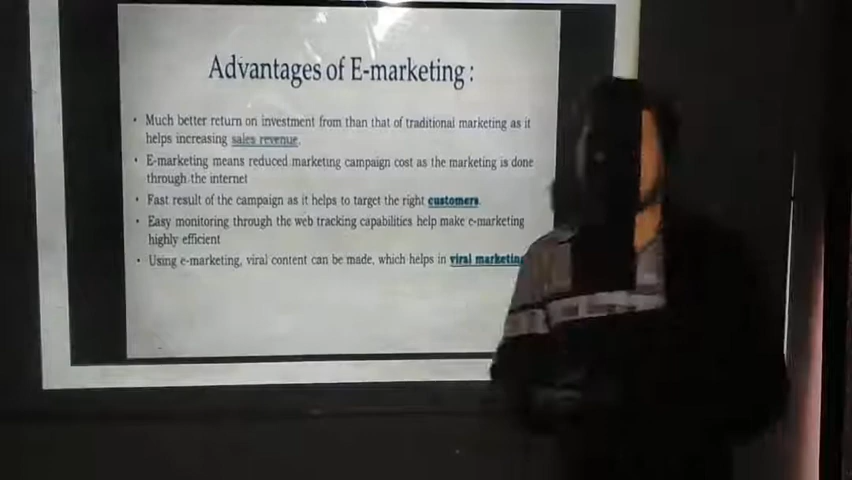 Advantages of E-marketing :
• Much better return on investment from than that of traditional marketing as it
helps increasing sales revenue.
• E-marketing means reduced marketing campaign cost as the marketing is done
through the internet
• Fast result of the campaign as it helps to target the right customers.
• Easy monitoring through the web tracking capabilities help make e-marketing
highly efficient
• Using e-marketing, viral content can be made, which helps in viral marketing